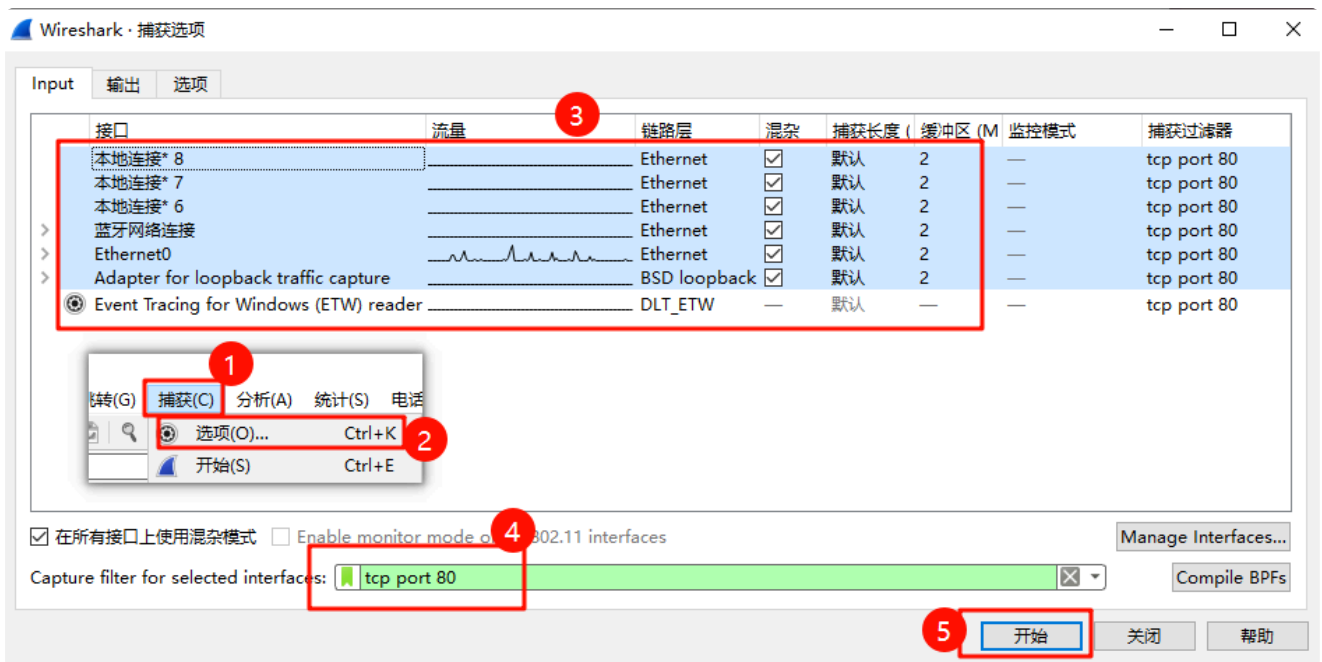 Wireshark · 捕获选项
Input 输出 选项
3
接口 流量 链路层 混杂 捕获长度 ( 缓冲区 (M 监控模式 捕获过滤器
本地连接* 8 Ethernet 默认 2 — tcp port 80
本地连接* 7 Ethernet 默认 2 — tcp port 80
本地连接* 6 Ethernet 默认 2 — tcp port 80
蓝牙网络连接 Ethernet 默认 2 — tcp port 80
Ethernet0 Ethernet 默认 2 — tcp port 80
Adapter for loopback traffic capture BSD loopback 默认 2 — tcp port 80
Event Tracing for Windows (ETW) reader DLT_ETW — 默认 — — tcp port 80
1
转(G) 捕获(C) 分析(A) 统计(S) 电话
选项(O)... Ctrl+K 2
开始(S) Ctrl+E
4
在所有接口上使用混杂模式 Enable monitor mode o 802.11 interfaces Manage Interfaces...
Capture filter for selected interfaces: tcp port 80 Compile BPFs
5 开始 关闭 帮助